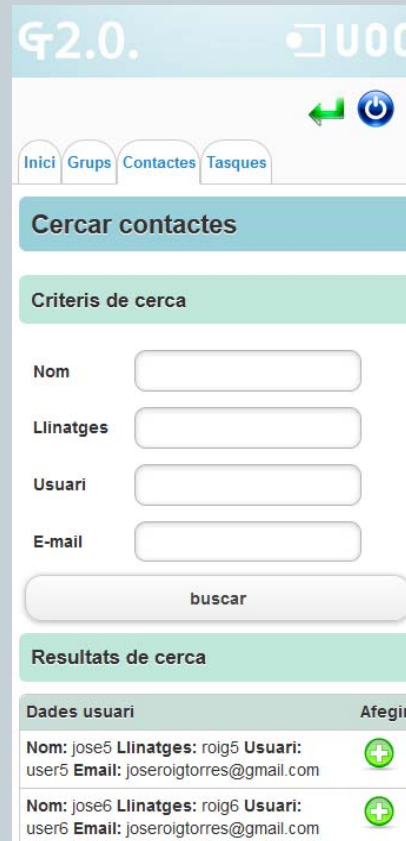 G2.0. UOC
Inici Grups Contactes Tasques
Cercar contactes
Criteris de cerca
Nom
Llinatges
Usuari
E-mail
buscar
Resultats de cerca
Dades usuari Afegir
Nom: jose5 Llinatges: roig5 Usuari:
user5 Email: joseroigtorres@gmail.com
Nom: jose6 Llinatges: roig6 Usuari:
user6 Email: joseroigtorres@gmail.com